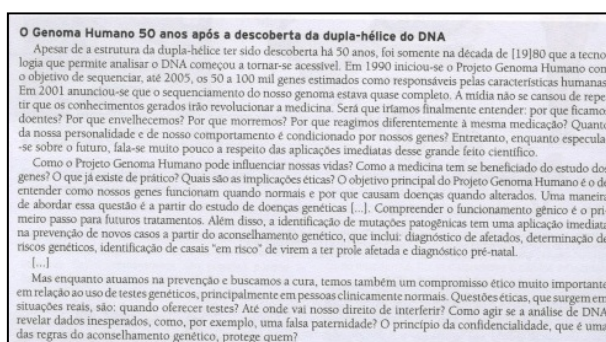 O Genoma Humano 50 anos após a descoberta da dupla-hélice do DNA
Apesar de a estrutura da dupla-hélice ter sido descoberta há 50 anos, foi somente na década de [19]80 que a tecno-
logia que permite analisar o DNA começou a tornar-se acessível. Em 1990 iniciou-se o Projeto Genoma Humano com
o objetivo de sequenciar, até 2005, os 50 a 100 mil genes estimados como responsáveis pelas características humanas.
Em 2001 anunciou-se que o sequenciamento do nosso genoma estava quase completo. A mídia não se cansou de repe-
tir que os conhecimentos gerados irão revolucionar a medicina. Será que iríamos finalmente entender: por que ficamos
doentes? Por que envelhecemos? Por que morremos? Por que reagimos diferentemente à mesma medicação? Quanto
da nossa personalidade e de nosso comportamento é condicionado por nossos genes? Entretanto, enquanto especula-
-se sobre o futuro, fala-se muito pouco a respeito das aplicações imediatas desse grande feito científico.
Como o Projeto Genoma Humano pode influenciar nossas vidas? Como a medicina tem se beneficiado do estudo dos
genes? O que já existe de prático? Quais são as implicações éticas? O objetivo principal do Projeto Genoma Humano é o de
entender como nossos genes funcionam quando normais e por que causam doenças quando alterados. Uma maneira
de abordar essa questão é a partir do estudo de doenças genéticas [...]. Compreender o funcionamento gênico é o pri-
meiro passo para futuros tratamentos. Além disso, a identificação de mutações patogênicas tem uma aplicação imediata
na prevenção de novos casos a partir do aconselhamento genético, que inclui: diagnóstico de afetados, determinação de
riscos genéticos, identificação de casais "em risco" de virem a ter prole afetada e diagnóstico pré-natal.
[...]
Mas enquanto atuamos na prevenção e buscamos a cura, temos também um compromisso ético muito importante
em relação ao uso de testes genéticos, principalmente em pessoas clinicamente normais. Questões éticas, que surgem em
situações reais, são: quando oferecer testes? Até onde vai nosso direito de interferir? Como agir se a análise de DNA
revelar dados inesperados, como, por exemplo, uma falsa paternidade? O princípio da confidencialidade, que é uma
das regras do aconselhamento genético, protege quem?